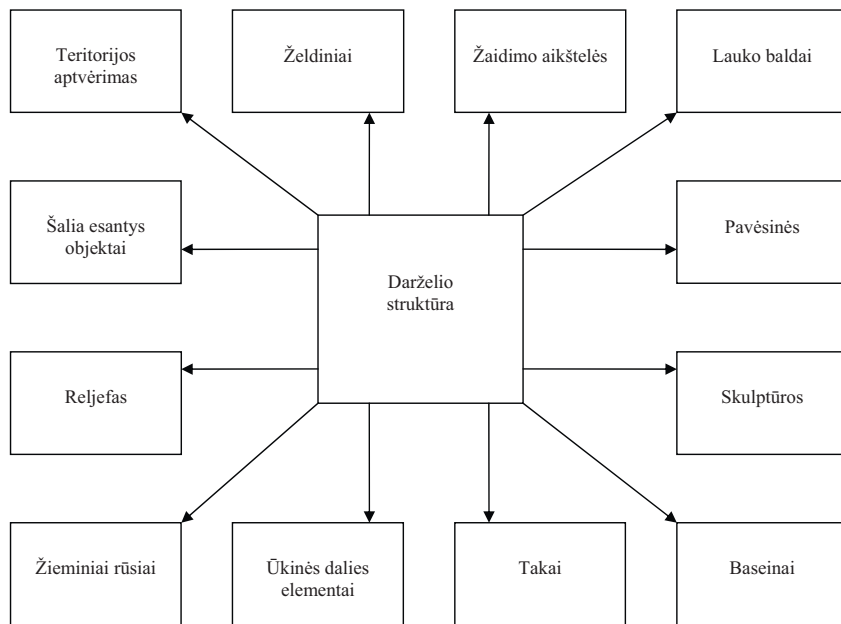 Teritorijos
aptvėrimas
Želdiniai
Žaidimo aikštelės
Lauko baldai
Šalia esantys
objektai
Darželio
struktūra
Pavėsinės
Reljefas
Skulptūros
Žieminiai rūsiai
Ūkinės dalies
elementai
Takai
Baseinai